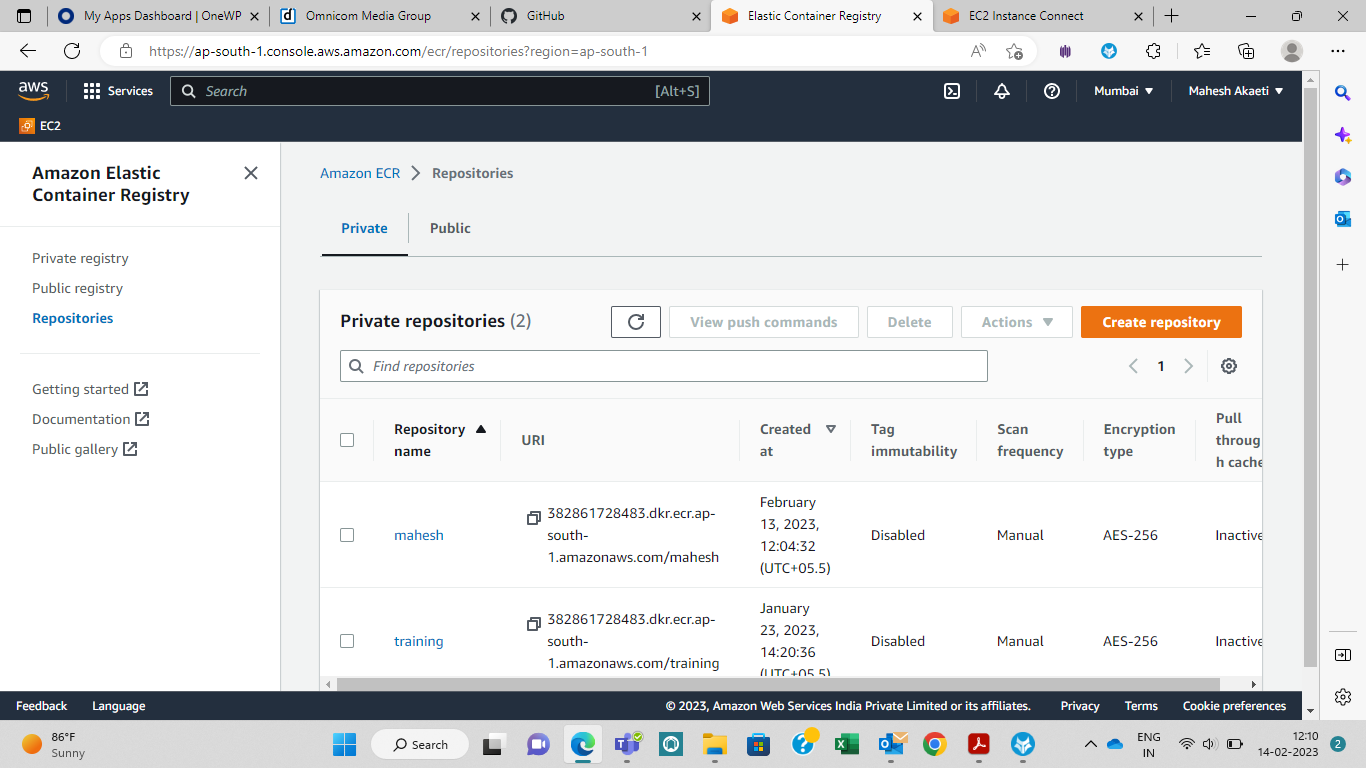 My Apps Dashboard | OneWP
Omnicom Media Group
GitHub
Elastic Container Registry
EC2 Instance Connect
https://ap-south-1.console.aws.amazon.com/ecr/repositories?region=ap-south-1
aws
Services
Search
[Alt+S]
Mumbai
Mahesh Akaeti
EC2
Amazon Elastic
Container Registry
Private registry
Public registry
Repositories
Getting started
Documentation
Public gallery
Amazon ECR
Repositories
Private
Public
Private repositories (2)
View push commands
Delete
Actions
Create repository
Find repositories
1
Repository
name
URI
Created
at
Tag
immutability
Scan
frequency
Encryption
type
Pull
throug
h cache
mahesh
382861728483.dkr.ecr.ap-
south-
1.amazonaws.com/mahesh
February
13, 2023,
12:04:32
(UTC+05.5)
Disabled
Manual
AES-256
Inactive
training
382861728483.dkr.ecr.ap-
south-
1.amazonaws.com/training
January
23, 2023,
14:20:36
(UTC+05.5)
Disabled
Manual
AES-256
Inactive
Feedback
Language
© 2023, Amazon Web Services India Private Limited or its affiliates.
Privacy
Terms
Cookie preferences
86°F
Sunny
Search
ENG
IN
12:10
14-02-2023
2